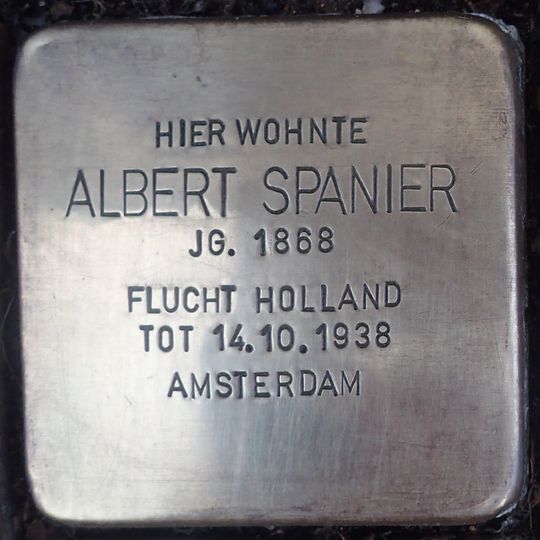 HIER WOHNTE
ALBERT SPANIER
JG. 1868
FLUCHT HOLLAND
TOT 14.10.1938
AMSTERDAM